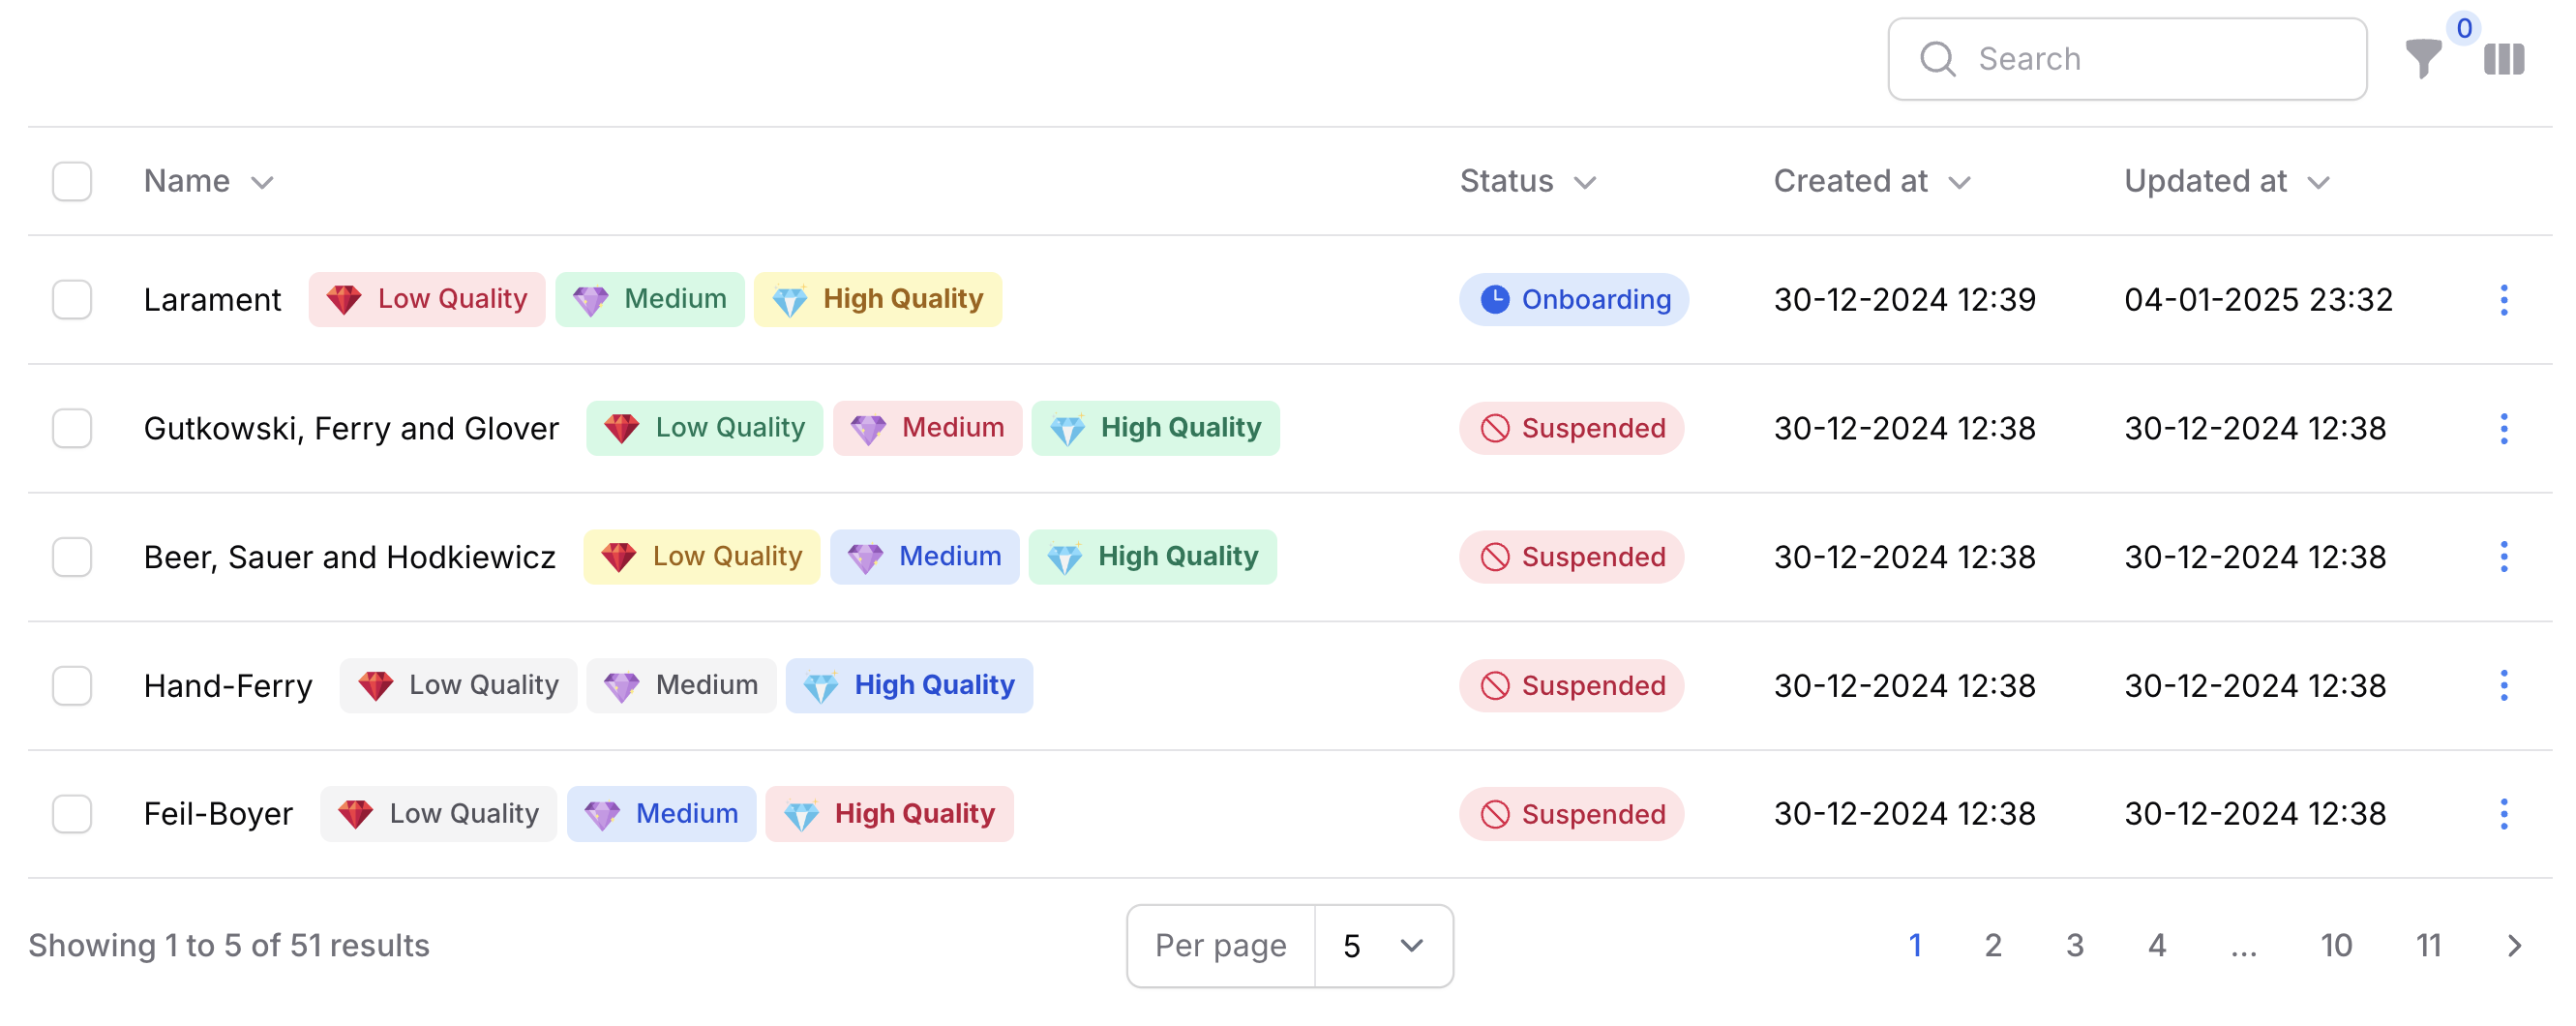 Search 0
Name Status Created at Updated at
Larament Low Quality Medium High Quality Onboarding 30-12-2024 12:39 04-01-2025 23:32
Gutkowski, Ferry and Glover Low Quality Medium High Quality Suspended 30-12-2024 12:38 30-12-2024 12:38
Beer, Sauer and Hodkiewicz Low Quality Medium High Quality Suspended 30-12-2024 12:38 30-12-2024 12:38
Hand-Ferry Low Quality Medium High Quality Suspended 30-12-2024 12:38 30-12-2024 12:38
Feil-Boyer Low Quality Medium High Quality Suspended 30-12-2024 12:38 30-12-2024 12:38
Showing 1 to 5 of 51 results Per page 5 1 2 3 4 ... 10 11